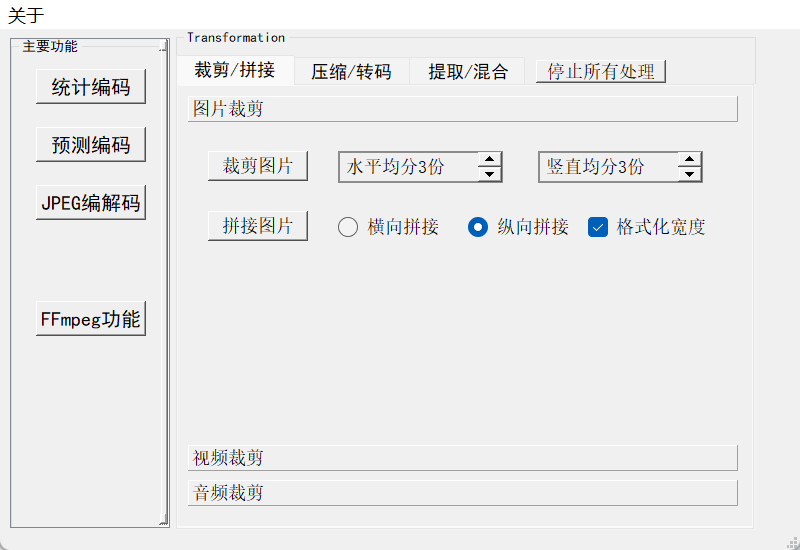 关于
主要功能
统计编码
预测编码
JPEG编解码
FFmpeg功能
Transformation
裁剪/拼接 压缩/转码 提取/混合 停止所有处理
图片裁剪
裁剪图片 水平均分3份 竖直均分3份
拼接图片 横向拼接 纵向拼接 格式化宽度
视频裁剪
音频裁剪